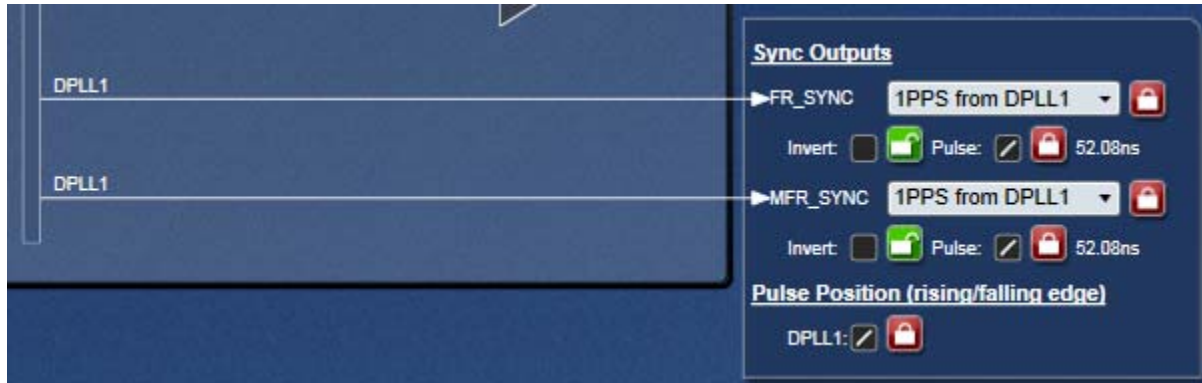 Sync Outputs
DPLL1
FR_SYNC 1PPS from DPLL1
Invert: Pulse: 52.08ns
DPLL1
MFR_SYNC 1PPS from DPLL1
Invert: Pulse: 52.08ns
Pulse Position (rising/falling edge)
DPLL1: